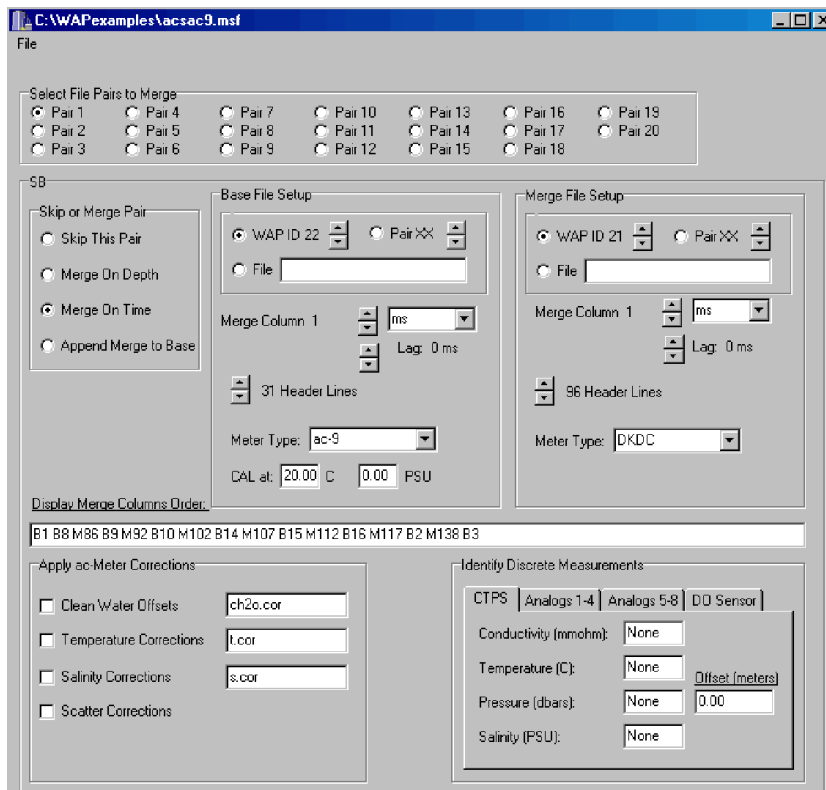 C:\WAPexamples\acsac9.msf
File
Select File Pairs to Merge
Pair 1 Pair 4 Pair 7 Pair 10 Pair 13 Pair 16 Pair 19
Pair 2 Pair 5 Pair 8 Pair 11 Pair 14 Pair 17 Pair 20
Pair 3 Pair 6 Pair 9 Pair 12 Pair 15 Pair 18
SB
Skip or Merge Pair
Skip This Pair
Merge On Depth
Merge On Time
Append Merge to Base
Base File Setup
WAP ID 22 Pair XX
File
Merge Column 1 ms
Lag: 0 ms
31 Header Lines
Meter Type: ac-9
CAL at: 20.00 C 0.00 PSU
Merge File Setup
WAP ID 21 Pair XX
File
Merge Column 1 ms
Lag: 0 ms
96 Header Lines
Meter Type: DKDC
Display Merge Columns Order:
B1 B8 M86 B9 M92 B10 M102 B14 M107 B15 M112 B16 M117 B2 M138 B3
Apply ac-Meter Corrections
Clean Water Offsets ch2o.cor
Temperature Corrections t.cor
Salinity Corrections s.cor
Scatter Corrections
Identify Discrete Measurements
CTPS Analogs 1-4 Analogs 5-8 DO Sensor
Conductivity (mmohm): None
Temperature (C): None
Offset (meters)
Pressure (dbars): None 0.00
Salinity (PSU): None